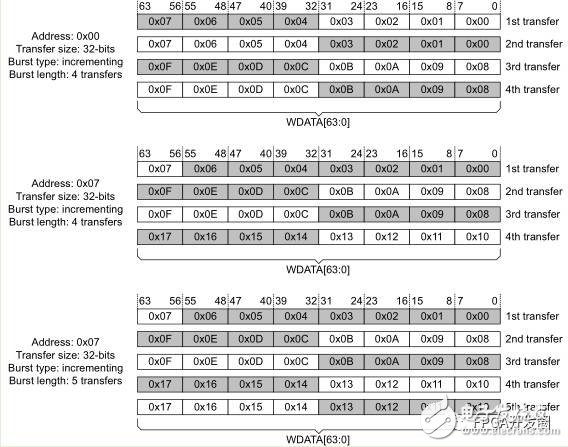 63 56 55 48 47 40 39 32 31 24 23 16 15 8 7 0
0x07 0x06 0x05 0x04 0x03 0x02 0x01 0x00 1st transfer
Address: 0x00
0x07 0x06 0x05 0x04 0x03 0x02 0x01 0x00 2nd transfer
Transfer size: 32-bits
Burst type: incrementing
0x0F 0x0E 0x0D 0x0C 0x0B 0x0A 0x09 0x08 3rd transfer
Burst length: 4 transfers
0x0F 0x0E 0x0D 0x0C 0x0B 0x0A 0x09 0x08 4th transfer
WDATA[63:0]
63 56 55 48 47 40 39 32 31 24 23 16 15 8 7 0
0x07 0x06 0x05 0x04 0x03 0x02 0x01 0x00 1st transfer
Address: 0x07
0x0F 0x0E 0x0D 0x0C 0x0B 0x0A 0x09 0x08 2nd transfer
Transfer size: 32-bits
Burst type: incrementing
0x0F 0x0E 0x0D 0x0C 0x0B 0x0A 0x09 0x08 3rd transfer
Burst length: 4 transfers
0x17 0x16 0x15 0x14 0x13 0x12 0x11 0x10 4th transfer
WDATA[63:0]
63 56 55 48 47 40 39 32 31 24 23 16 15 8 7 0
0x07 0x06 0x05 0x04 0x03 0x02 0x01 0x00 1st transfer
0x0F 0x0E 0x0D 0x0C 0x0B 0x0A 0x09 0x08 2nd transfer
Address: 0x07
Transfer size: 32-bits
0x0F 0x0E 0x0D 0x0C 0x0B 0x0A 0x09 0x08 3rd transfer
Burst type: incrementing
Burst length: 5 transfers
0x17 0x16 0x15 0x14 0x13 0x12 0x11 0x10 4th transfer
0x17 0x16 0x15 0x14 0x13 0x12 5th transfer
FPGA开发圈
WDATA[63:0]